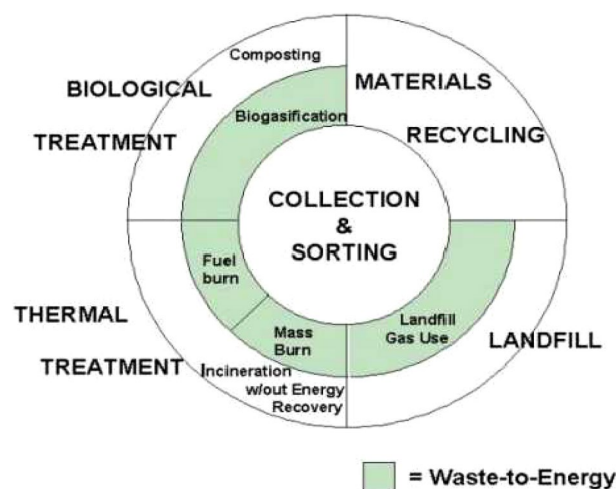 Composting
BIOLOGICAL
TREATMENT
Biogasification
MATERIALS
RECYCLING
COLLECTION
&
SORTING
Fuel
burn
Mass
Burn
THERMAL
TREATMENT
Incineration
w/out Energy
Recovery
Landfill
Gas Use
LANDFILL
= Waste-to-Energy